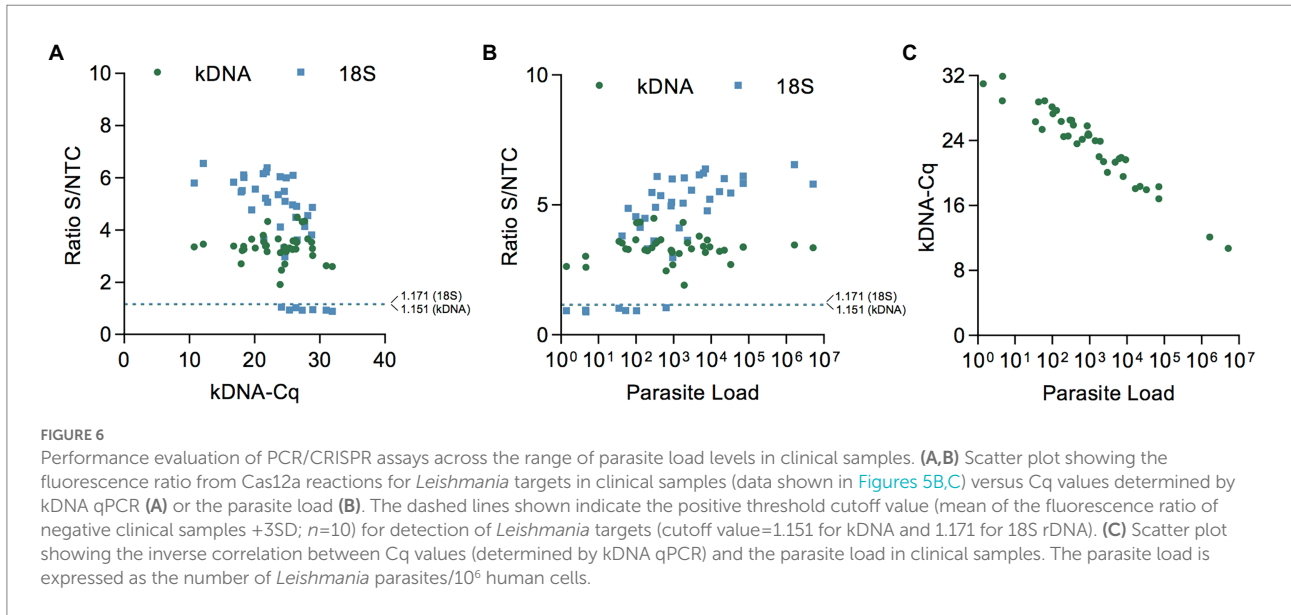 A
kDNA 18S
10
8
6
4
2
0
Ratio S/NTC
1.171 (18S)
1.151 (kDNA)
0 10 20 30 40
kDNA-Cq
B
kDNA 18S
10
5
0
Ratio S/NTC
1.171 (18S)
1.151 (kDNA)
10⁰ 10¹ 10² 10³ 10⁴ 10⁵ 10⁶ 10⁷
Parasite Load
C
32
24
16
8
0
kDNA-Cq
10⁰ 10¹ 10² 10³ 10⁴ 10⁵ 10⁶ 10⁷
Parasite Load
FIGURE 6
Performance evaluation of PCR/CRISPR assays across the range of parasite load levels in clinical samples. (A,B) Scatter plot showing the
fluorescence ratio from Cas12a reactions for Leishmania targets in clinical samples (data shown in Figures 5B,C) versus Cq values determined by
kDNA qPCR (A) or the parasite load (B). The dashed lines shown indicate the positive threshold cutoff value (mean of the fluorescence ratio of
negative clinical samples +3SD; n=10) for detection of Leishmania targets (cutoff value=1.151 for kDNA and 1.171 for 18S rDNA). (C) Scatter plot
showing the inverse correlation between Cq values (determined by kDNA qPCR) and the parasite load in clinical samples. The parasite load is
expressed as the number of Leishmania parasites/10⁶ human cells.